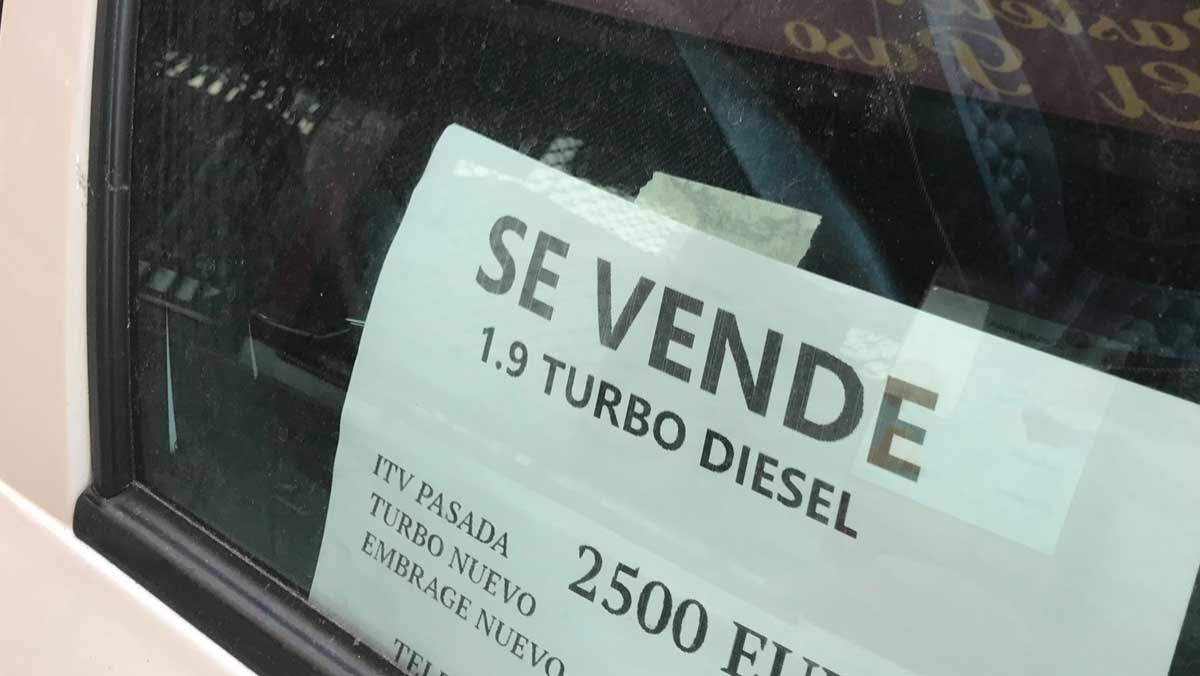 SE VENDE
1.9 TURBO DIESEL
ITV PASADA
TURBO NUEVO
EMBRAGE NUEVO
2500